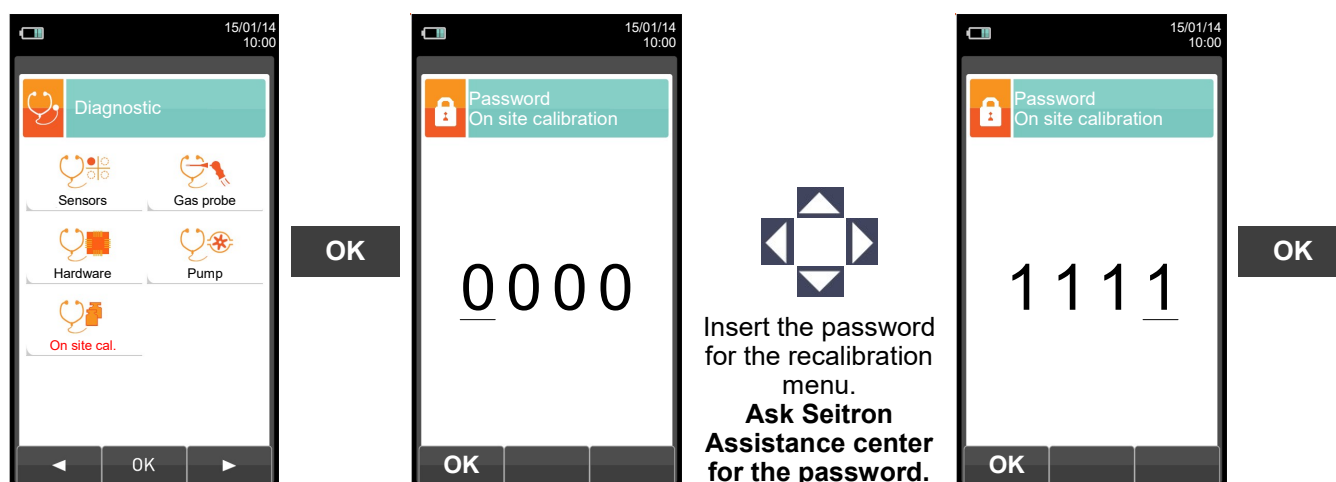 15/01/14
10:00
Diagnostic
Sensors
Gas probe
Hardware
Pump
On site cal.
OK
OK
15/01/14
10:00
Password
On site calibration
0000
OK
Insert the password
for the recalibration
menu.
Ask Seitron
Assistance center
for the password.
15/01/14
10:00
Password
On site calibration
1111
OK
OK